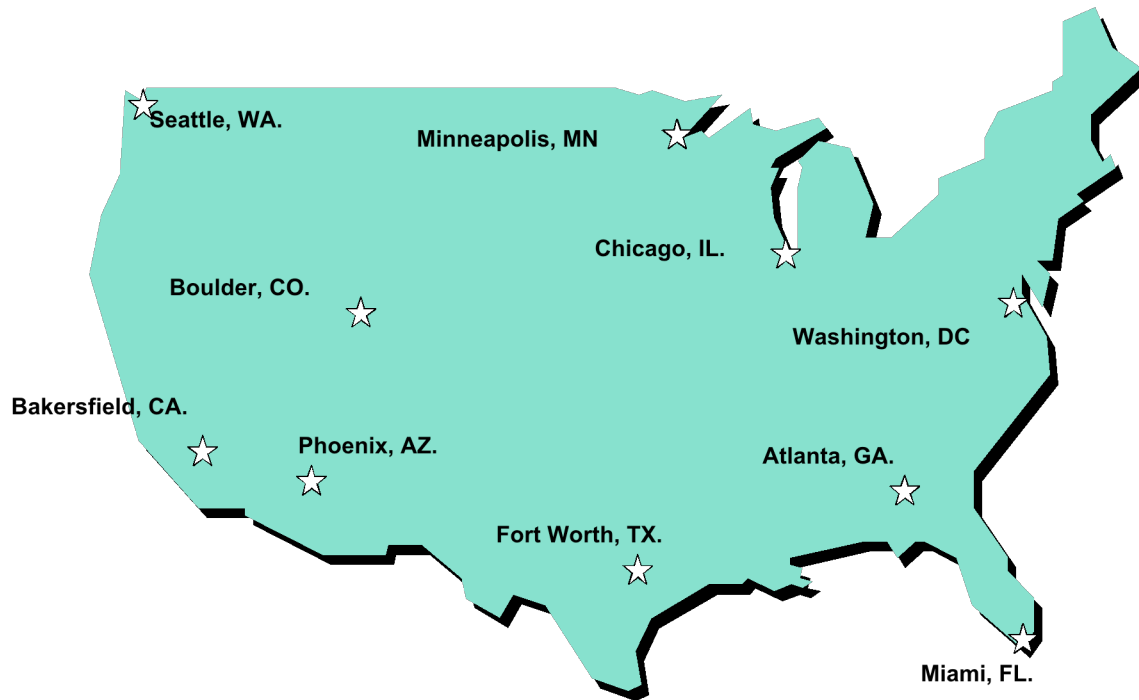 Seattle, WA.
Minneapolis, MN
Chicago, IL.
Boulder, CO.
Washington, DC
Bakersfield, CA.
Phoenix, AZ.
Atlanta, GA.
Fort Worth, TX.
Miami, FL.